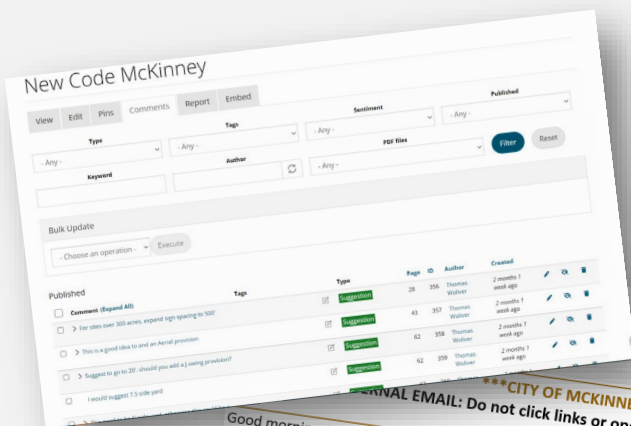 New Code McKinney
View Edit Pins Comments Report Embed
Type Tags Sentiment Published
- Any - - Any - - Any - - Any -
Keyword Author PDF files
- Any - Filter Reset
Bulk Update
- Choose an operation - Execute
Published
Comment (Expand All) Tags Type Page ID Author Created
For sites over 300 acres, expand sign spacing to 500' Suggestion 28 356 Thomas Woliver 2 months 1 week ago
This is a good idea to and an Aerial provision Suggestion 43 357 Thomas Woliver 2 months 1 week ago
Suggest to go to 20'. should you add a j swing provision? Suggestion 62 358 Thomas Woliver 2 months 1 week ago
I would suggest 7.5 side yard Suggestion 62 359 Thomas Woliver 2 months 1 week ago
***CITY OF MCKINNE
RNAL EMAIL: Do not click links or ope
Good morni